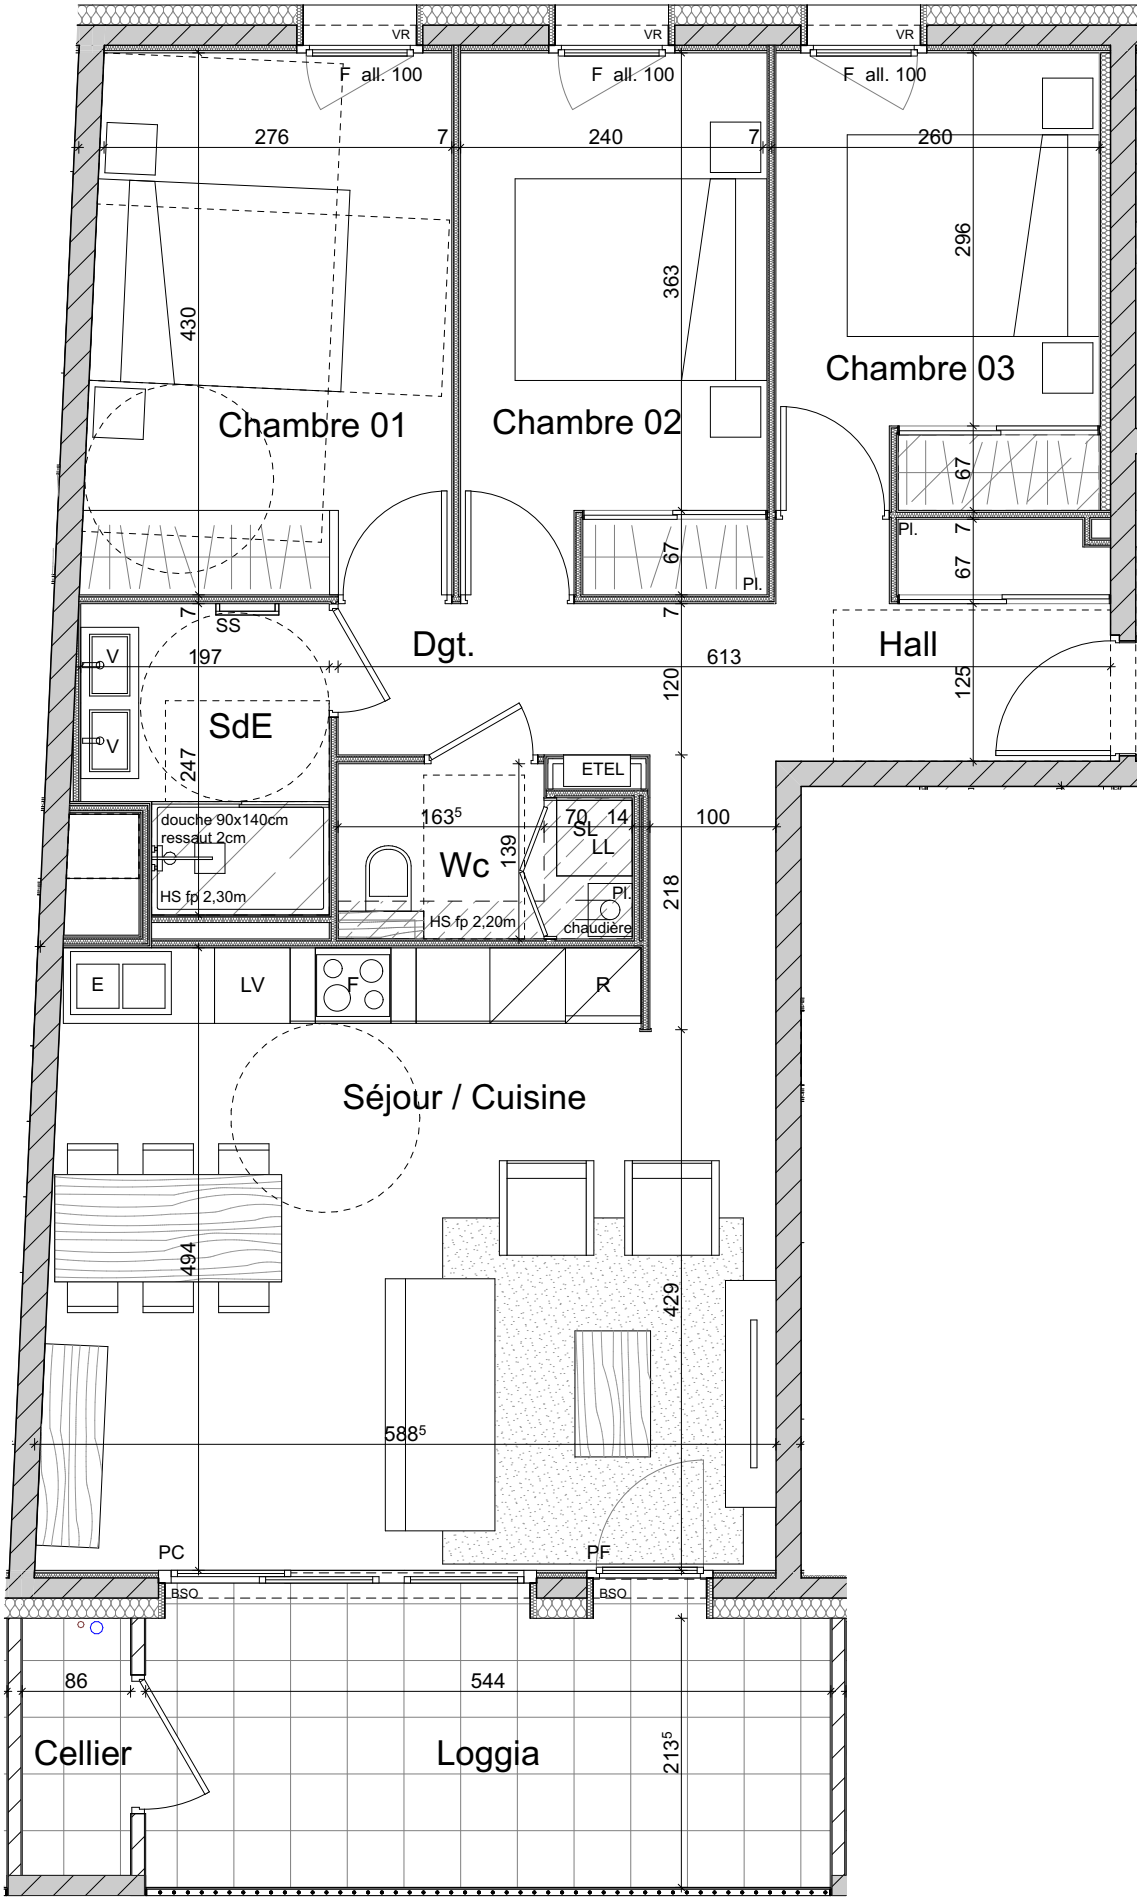 VR
VR
VR
F all. 100
F all. 100
F all. 100
276
7
240
7
260
430
363
296
Chambre 01
Chambre 02
Chambre 03
67
67
Pl.
7
67
Pl.
7
7
SS
V
197
Dgt.
613
Hall
120
125
SdE
V
247
ETEL
douche 90x140cm
ressaut 2cm
HS fp 2,30m
163⁵
139
Wc
HS fp 2,20m
70
14
SL
LL
Pl.
chaudière
100
218
E
LV
F
R
Séjour / Cuisine
494
429
588⁵
PC
PF
BSO
BSO
86
544
Cellier
Loggia
213⁵